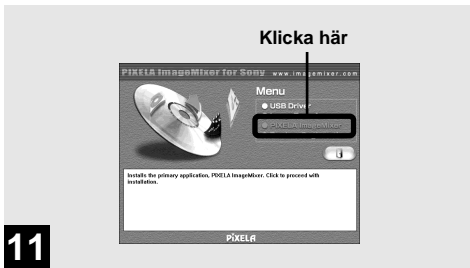 Klicka här
PIXELA ImageMixer for Sony www.imagemixer.com
Menu
USB Driver
PIXELA ImageMixer
Installs the primary application, PIXELA ImageMixer. Click to proceed with
installation.
PIXELA
11